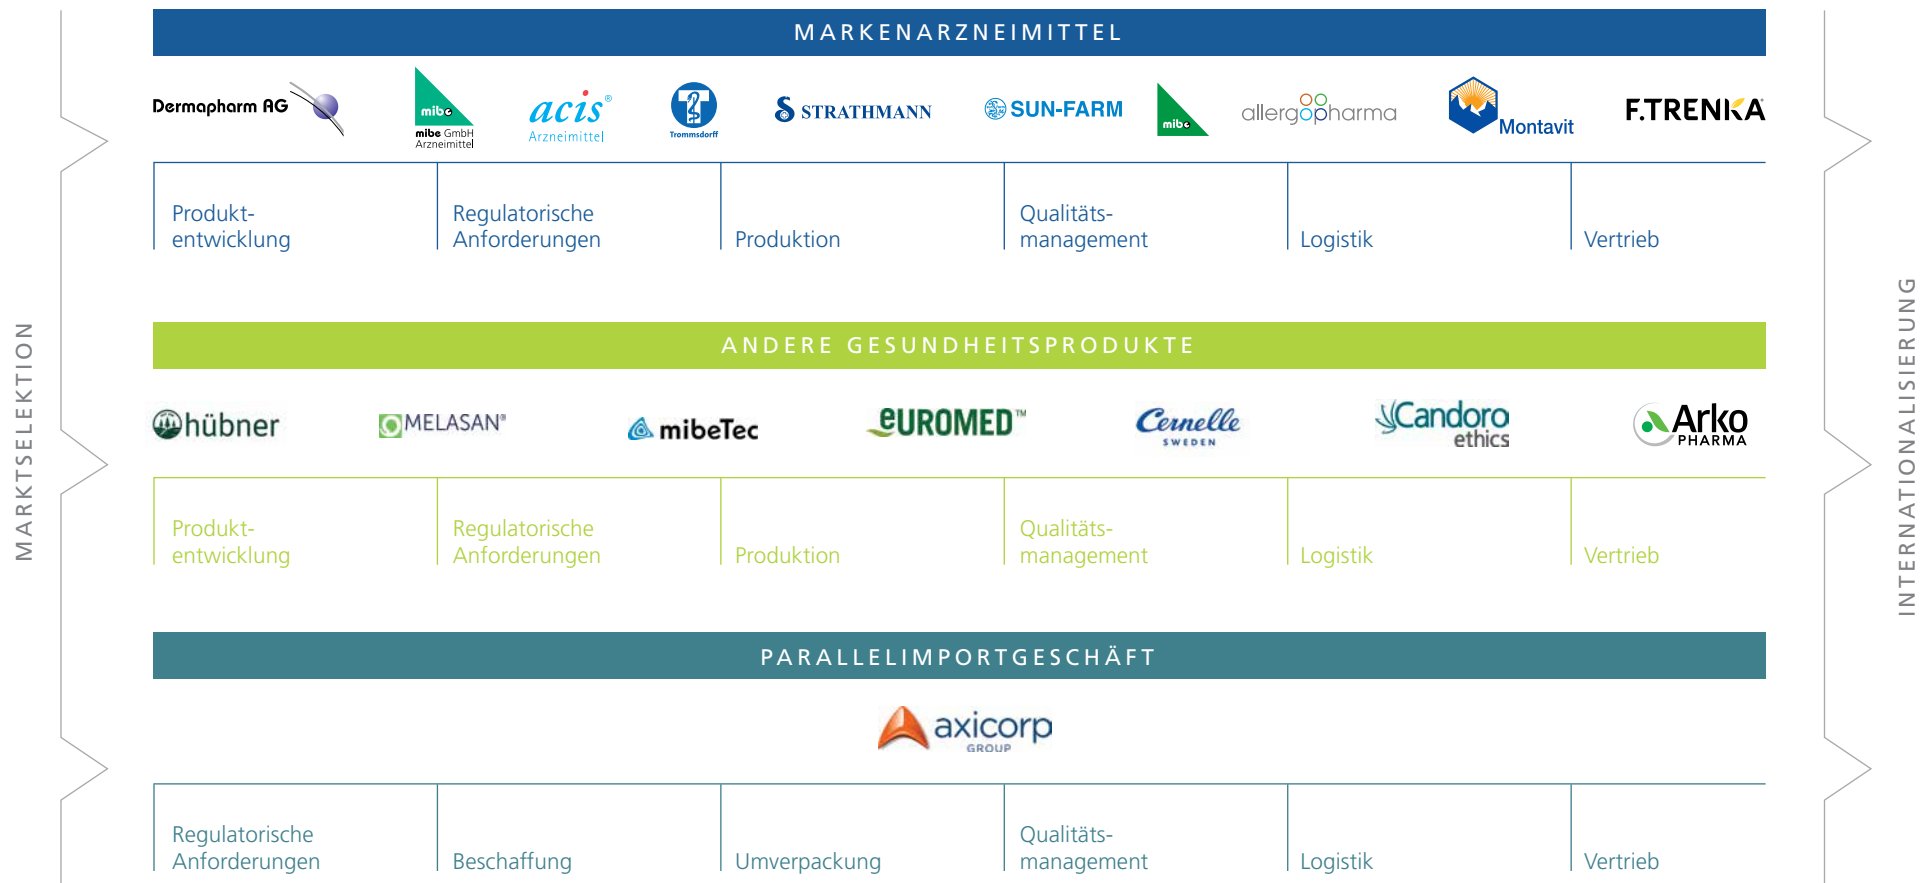 MARKENARZNEIMITTEL
Dermapharm AG
mibe
mibe GmbH
Arzneimittel
acis®
Arzneimittel
Trommsdorff
STRATHMANN
SUN-FARM
mibe
allergopharma
Montavit
F.TRENKA
Produkt-
entwicklung
Regulatorische
Anforderungen
Produktion
Qualitäts-
management
Logistik
Vertrieb
MARKTSELEKTION
INTERNATIONALISIERUNG
ANDERE GESUNDHEITSPRODUKTE
hübner
MELASAN®
mibeTec
eUROMED™
Cernelle
SWEDEN
Candoro
ethics
Arko
PHARMA
Produkt-
entwicklung
Regulatorische
Anforderungen
Produktion
Qualitäts-
management
Logistik
Vertrieb
PARALLELIMPORTGESCHÄFT
axicorp
GROUP
Regulatorische
Anforderungen
Beschaffung
Umverpackung
Qualitäts-
management
Logistik
Vertrieb